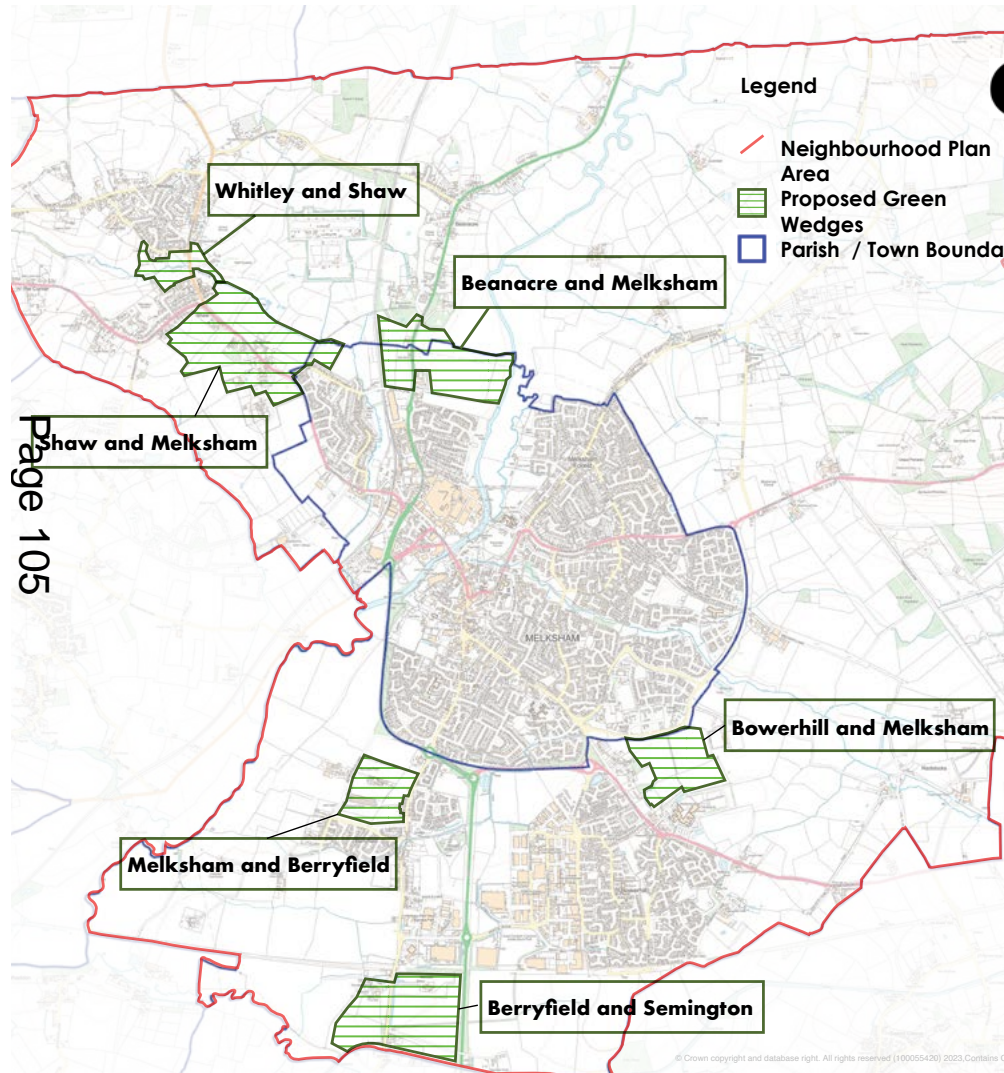 Legend
Neighbourhood Plan
Area
Proposed Green
Wedges
Parish / Town Bounda
Whitley and Shaw
Beanacre and Melksham
Shaw and Melksham
Page 105
MELKSHAM
Bowerhill and Melksham
Melksham and Berryfield
Berryfield and Semington
© Crown copyright and database right. All rights reserved (100055420) 2023.Contains O